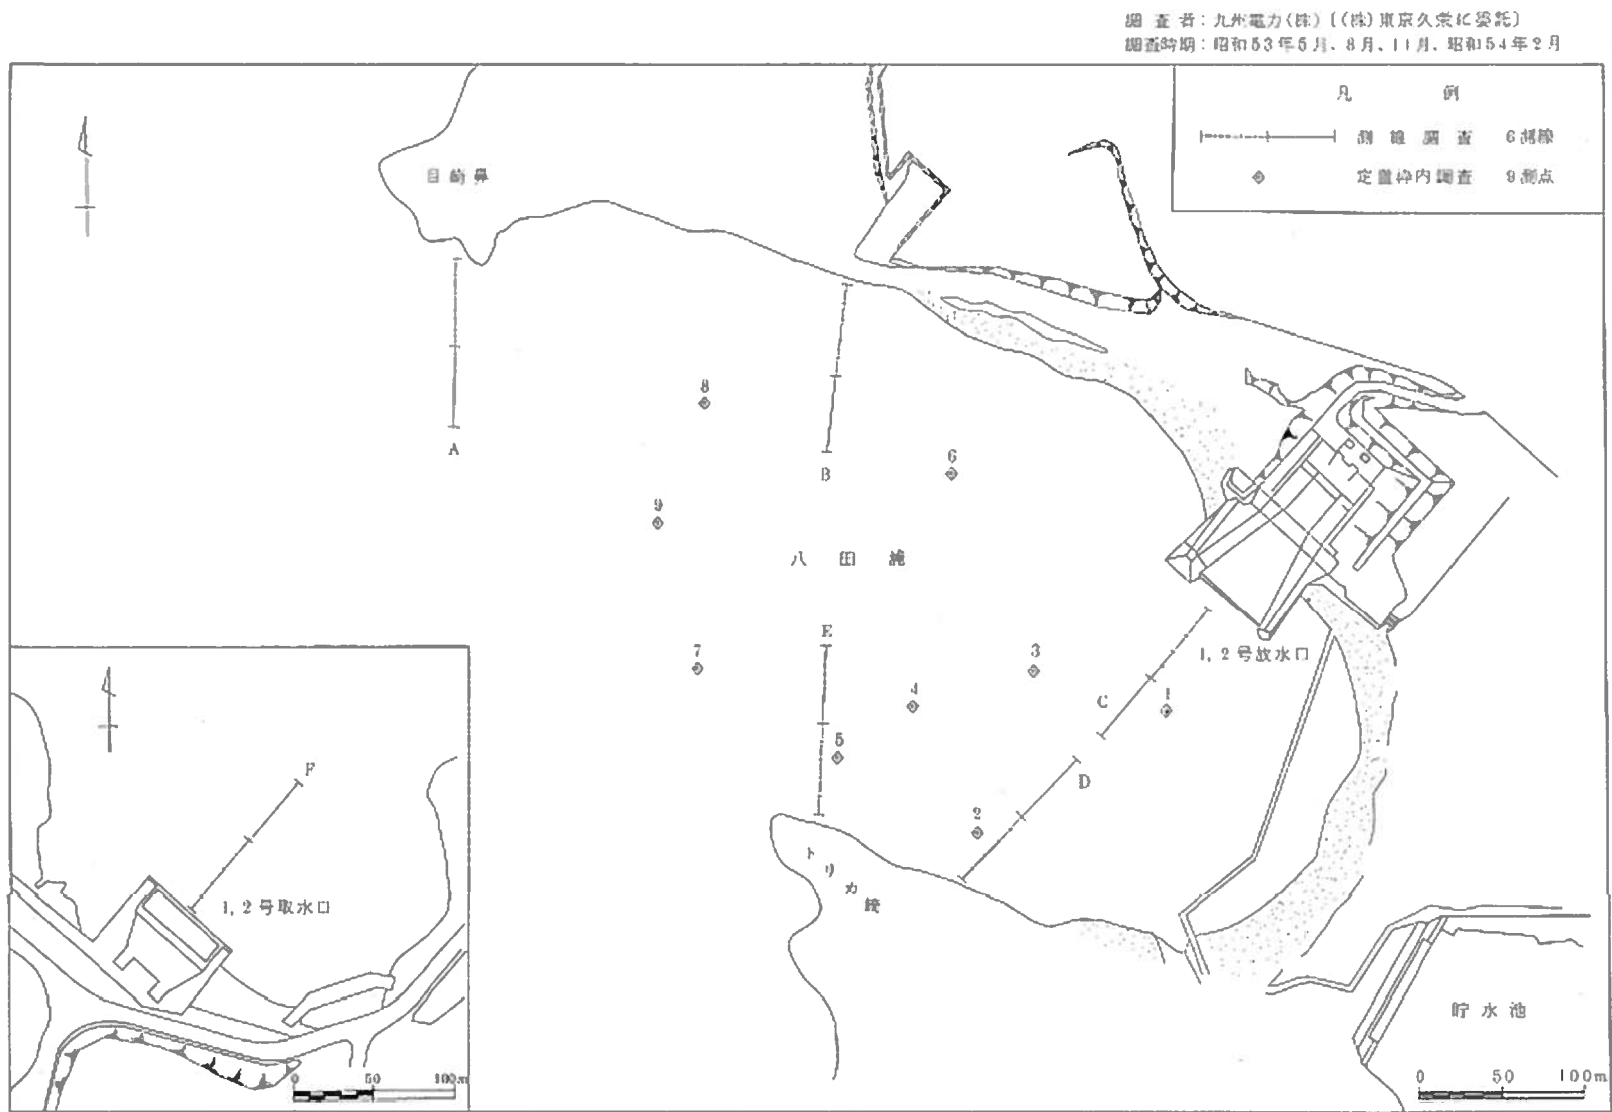 調査者：九州電力(株)〔(株)東京久栄に委託〕
調査時期：昭和53年5月、8月、11月、昭和54年2月
凡例
測線調査 6測線
定置枠内調査 9測点
目崎鼻
8
A
B
6
9
八田浦
E
7
3
1,2号放水口
4
C
1
5
D
2
トリカ
F
1,2号取水口
貯水池
0 50 100m
0 50 100m